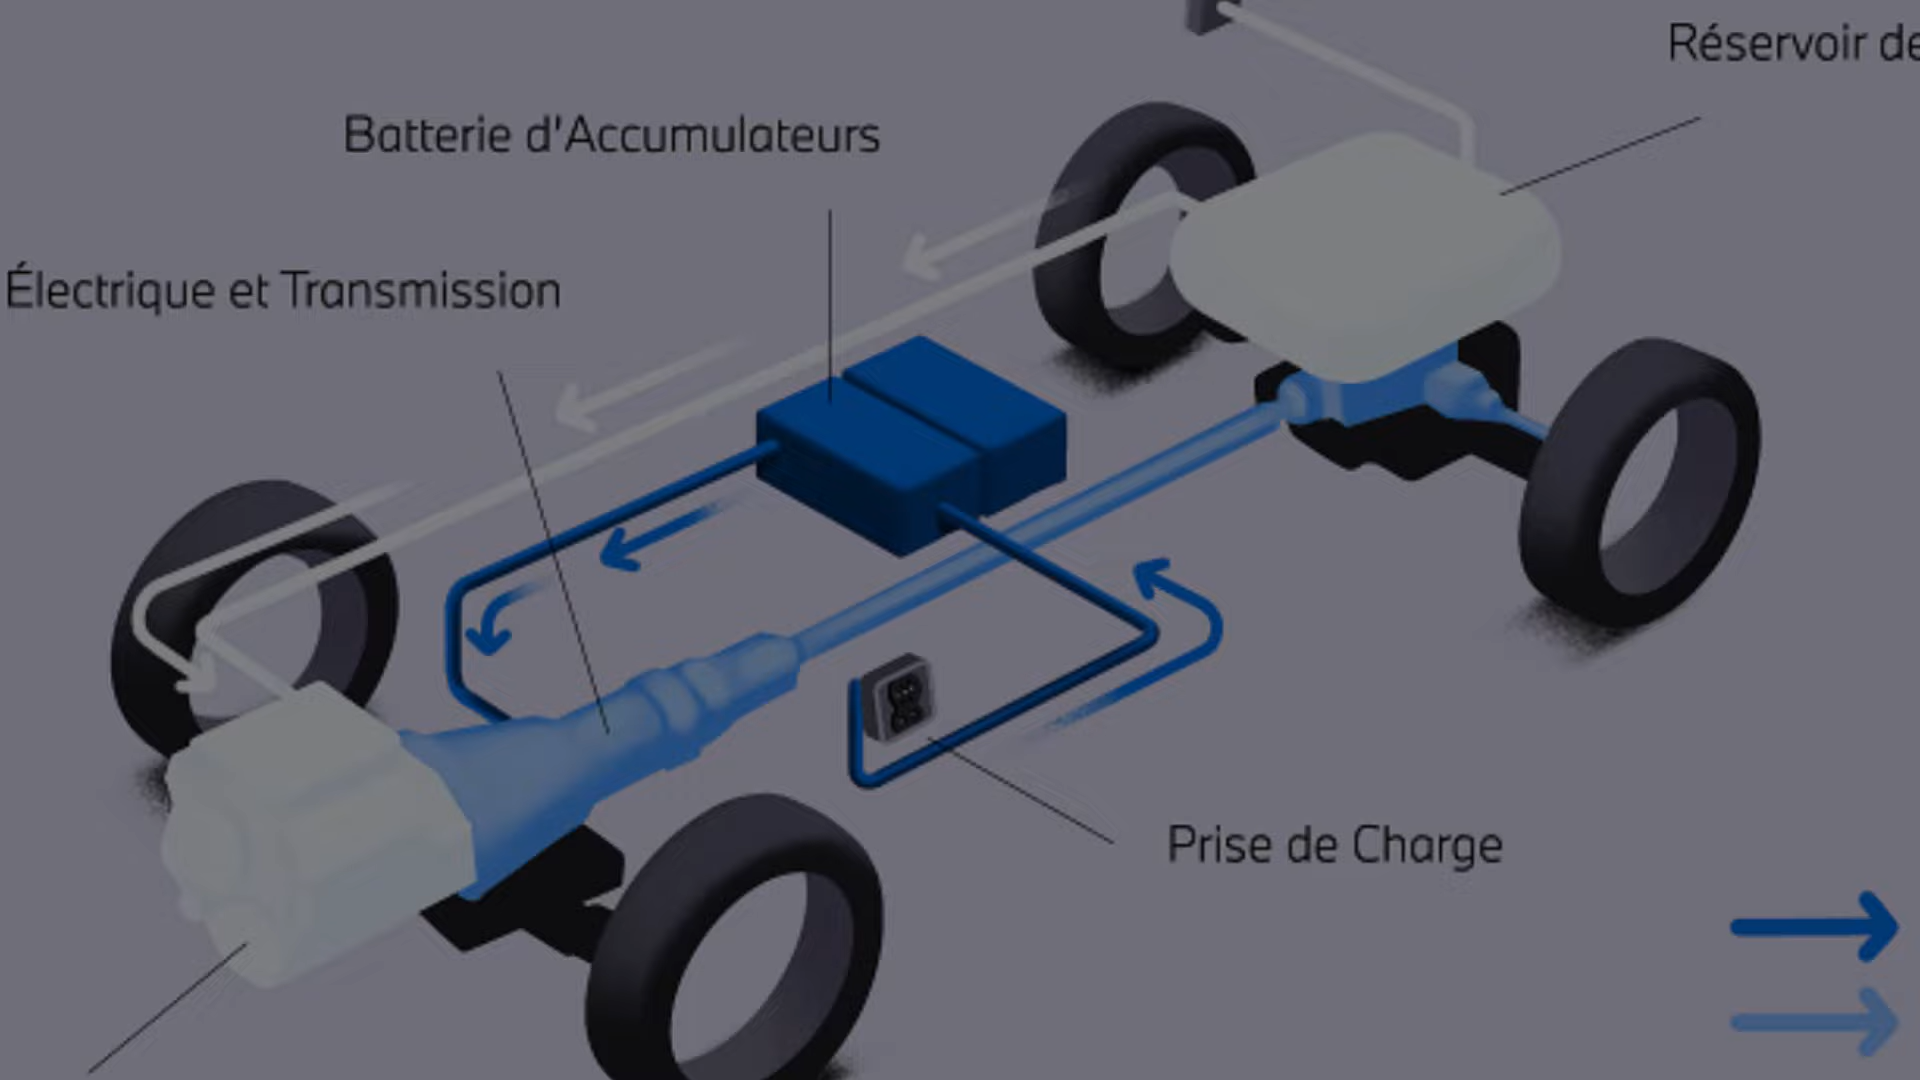 Réservoir de
Batterie d'Accumulateurs
Électrique et Transmission
Prise de Charge